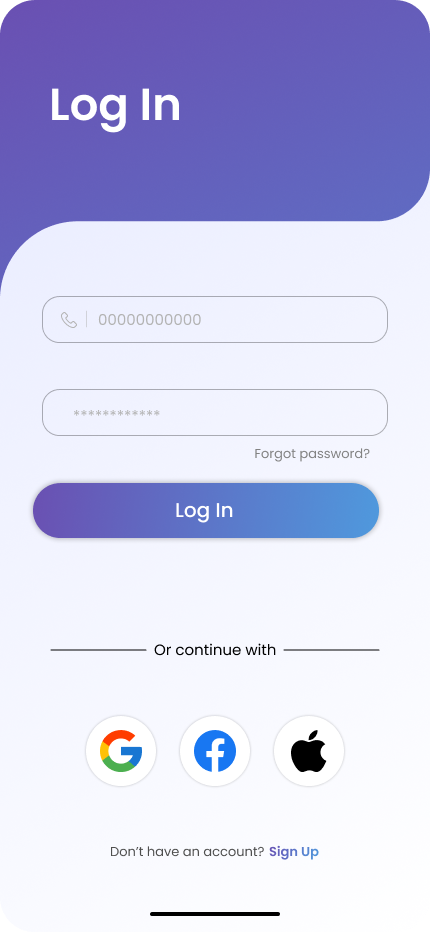 Log In
00000000000
************
Forgot password?
Log In
Or continue with
Don’t have an account? Sign Up